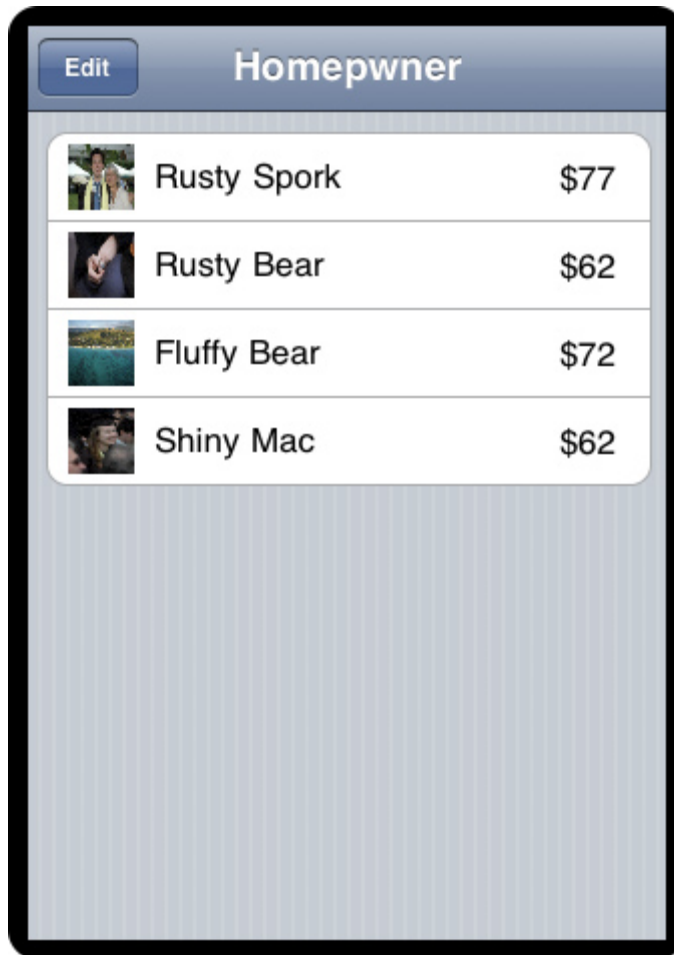 Edit Homepwner
Rusty Spork $77
Rusty Bear $62
Fluffy Bear $72
Shiny Mac $62